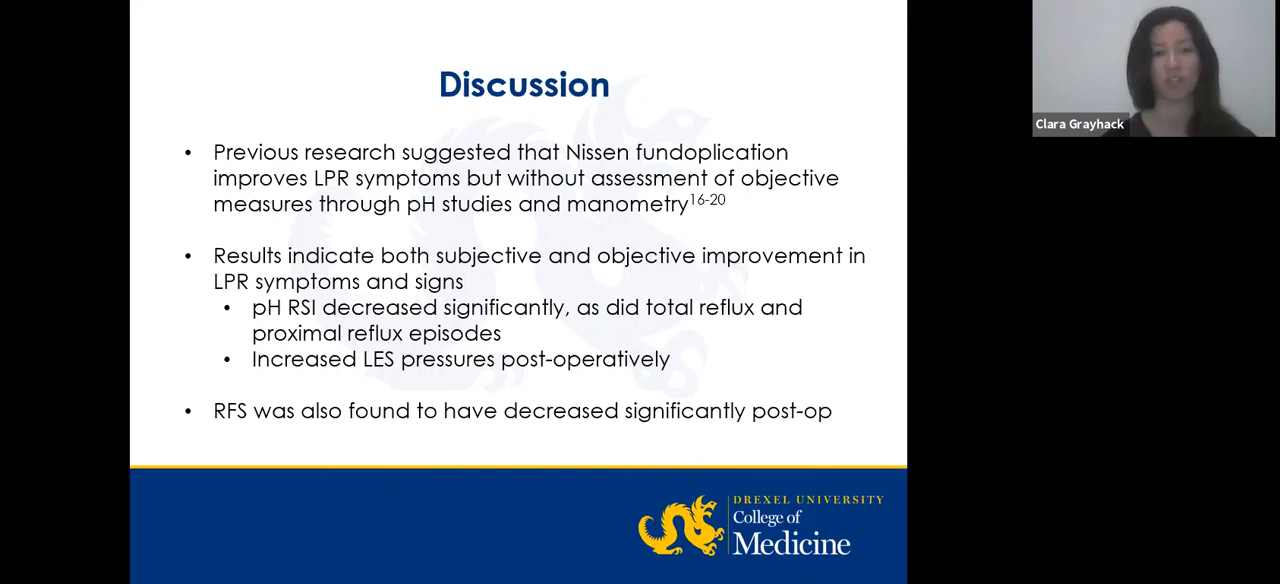 Discussion
• Previous research suggested that Nissen fundoplication
improves LPR symptoms but without assessment of objective
measures through pH studies and manometry16-20
• Results indicate both subjective and objective improvement in
LPR symptoms and signs
• pH RSI decreased significantly, as did total reflux and
proximal reflux episodes
• Increased LES pressures post-operatively
• RFS was also found to have decreased significantly post-op
DREXEL UNIVERSITY
College of
Medicine
Clara Grayhack